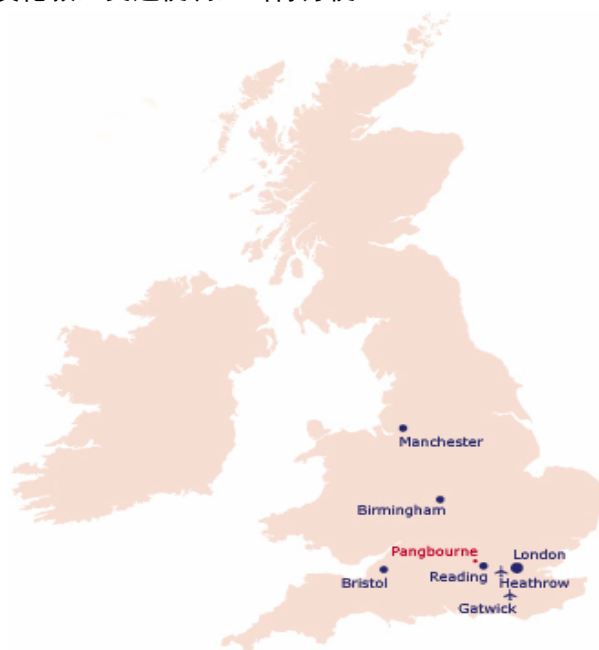 Manchester
Birmingham
Pangbourne
London
Bristol
Reading
Heathrow
Gatwick